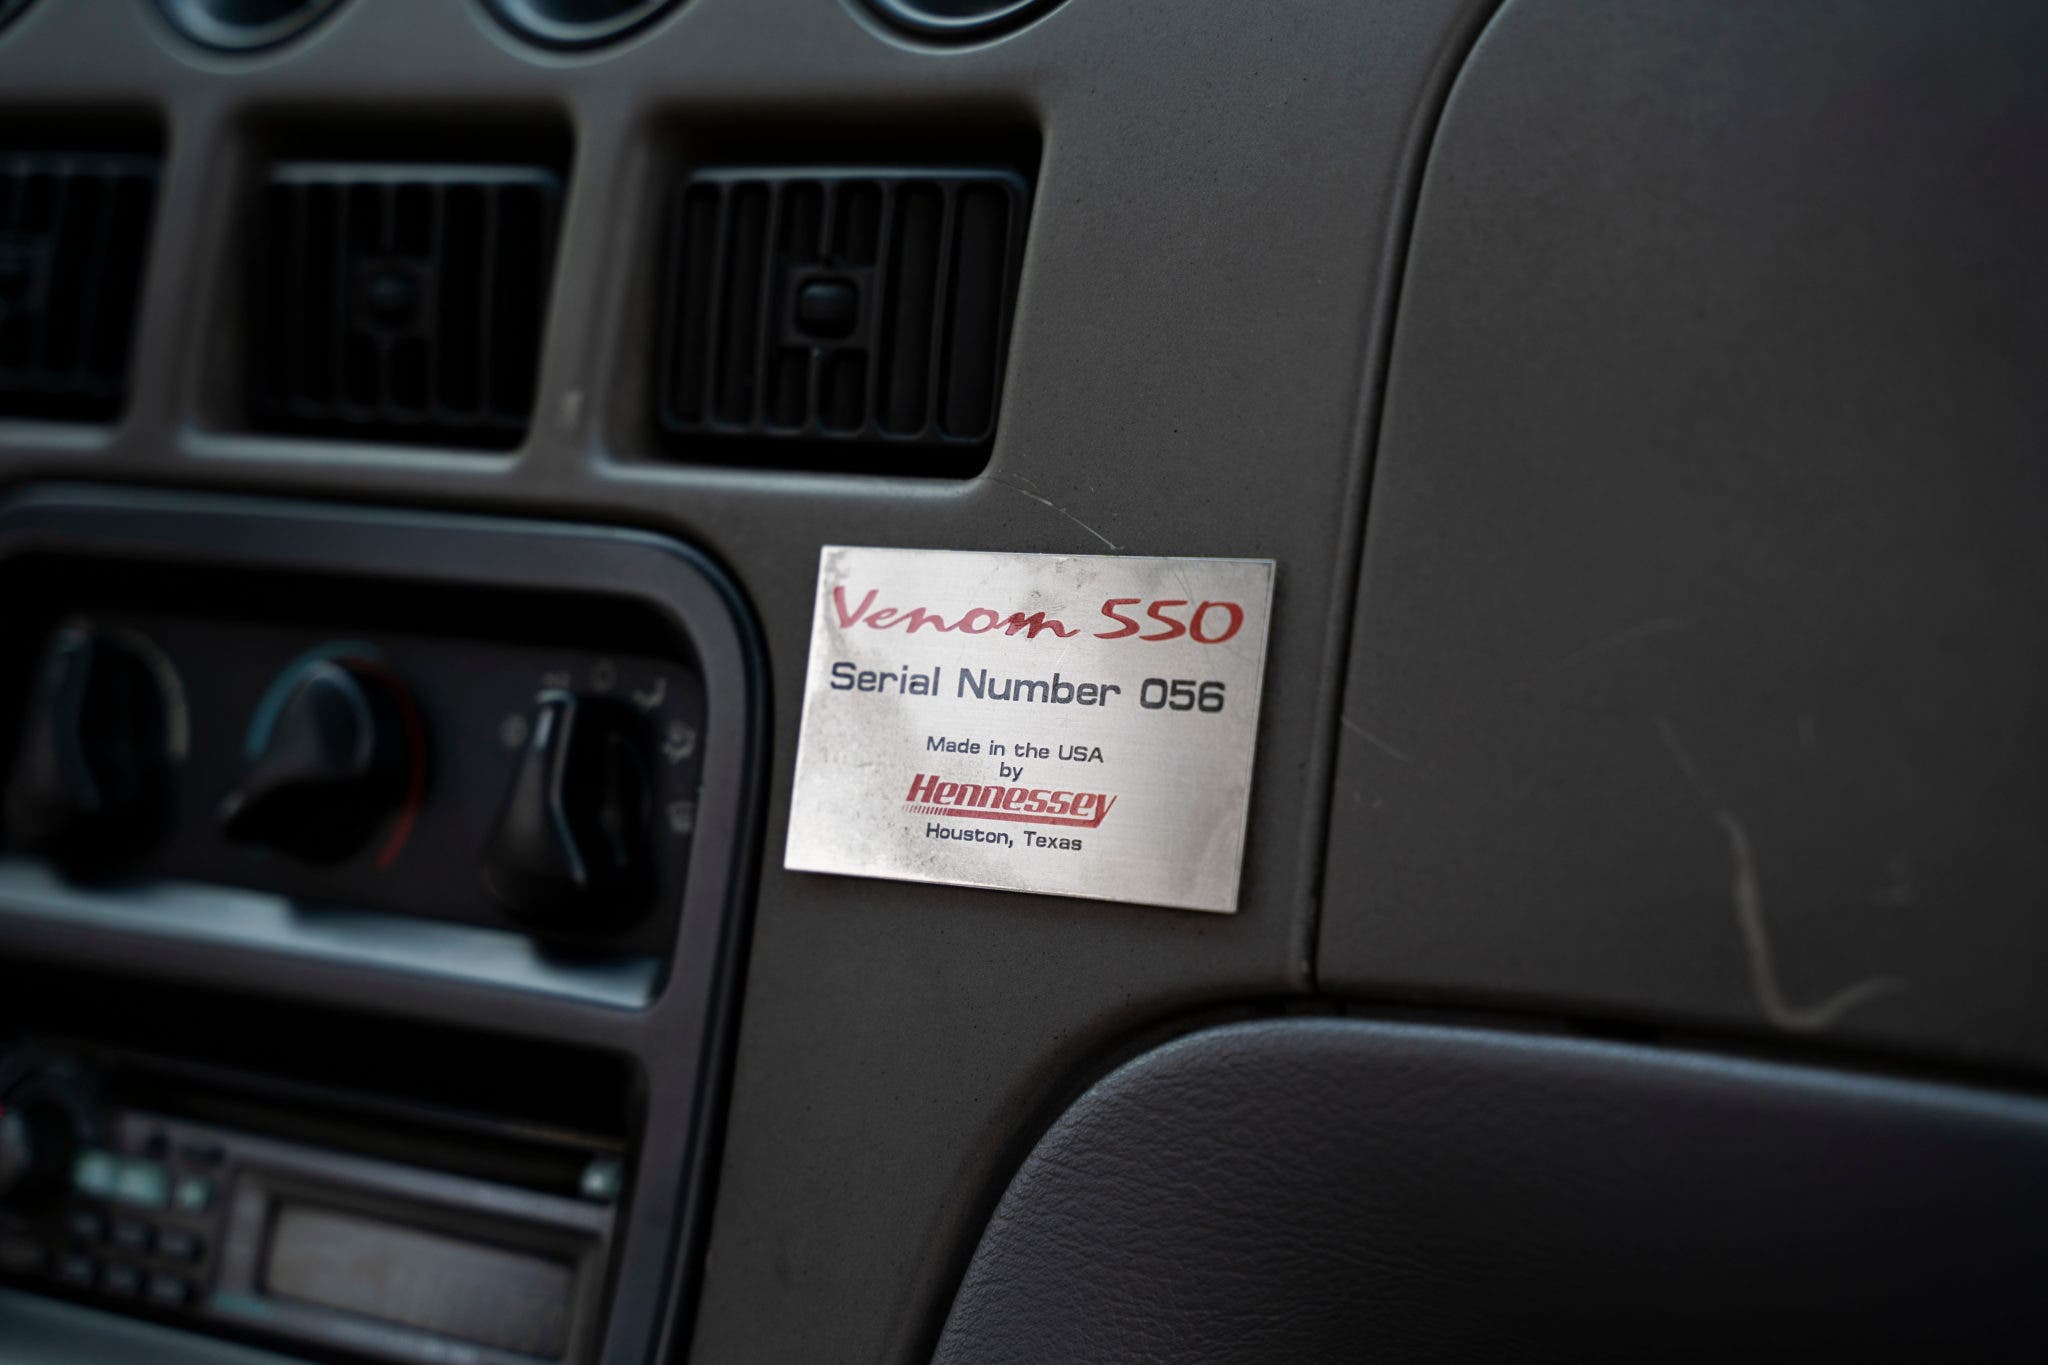 Venom 550
Serial Number 056
Made in the USA
by
Hennessey
Houston, Texas